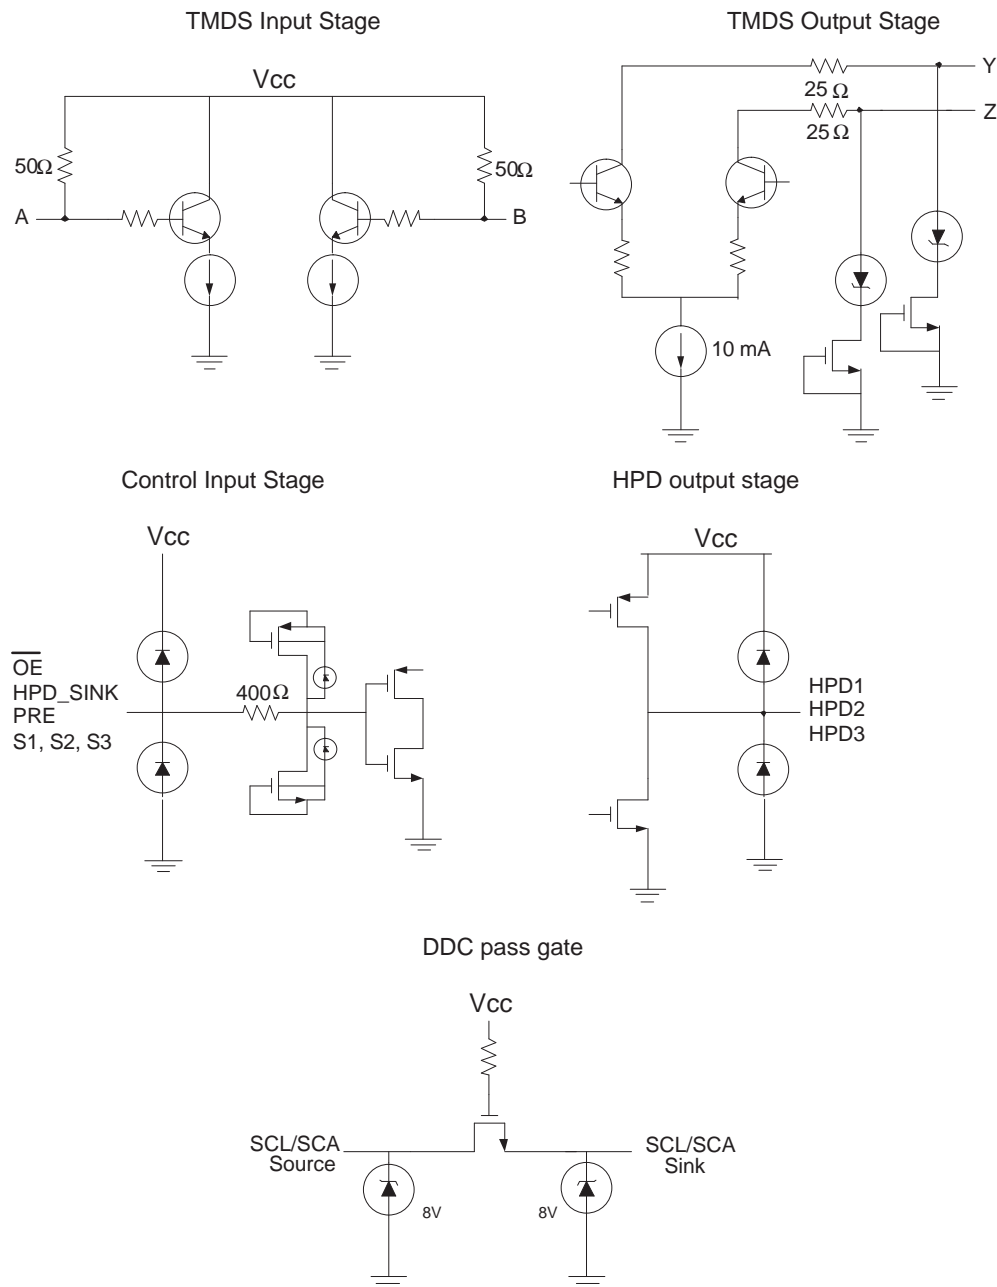 TMDS Input Stage
TMDS Output Stage
Vcc
50Ω
50Ω
A
B
25 Ω
25 Ω
Y
Z
10 mA
Control Input Stage
HPD output stage
Vcc
OE
HPD_SINK
PRE
S1, S2, S3
400Ω
Vcc
HPD1
HPD2
HPD3
DDC pass gate
Vcc
SCL/SCA
Source
SCL/SCA
Sink
8V
8V